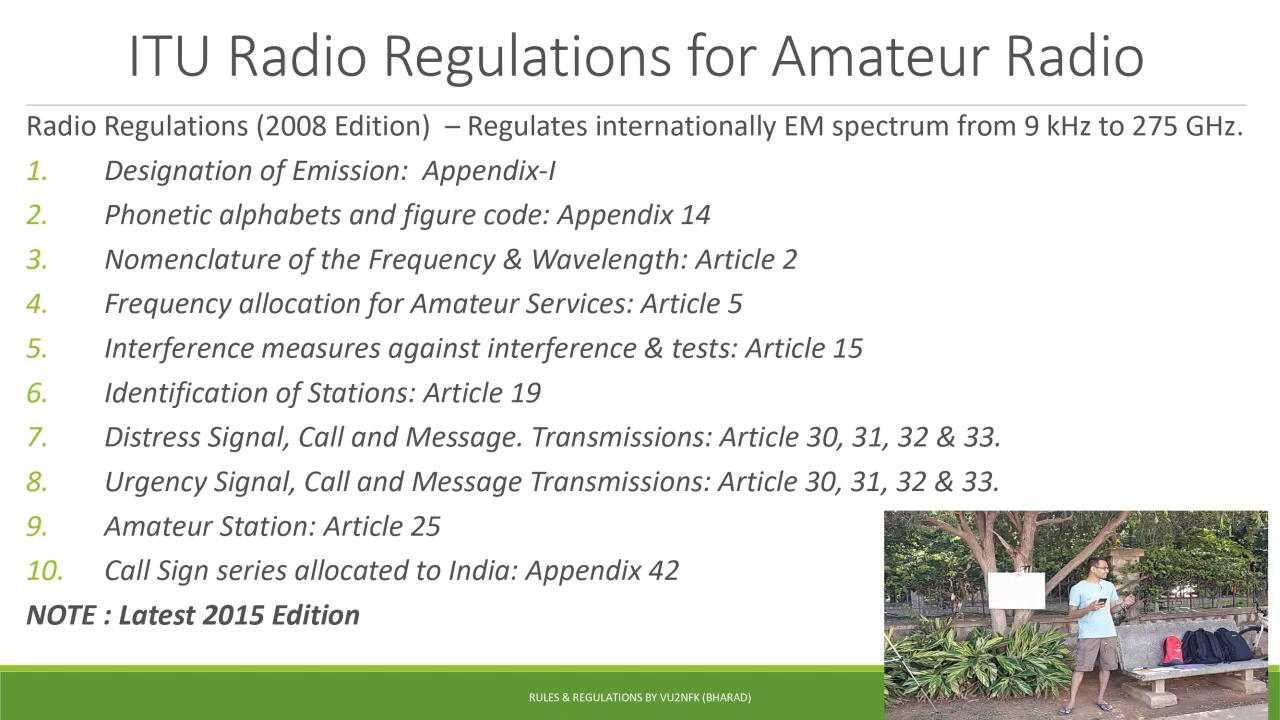 ITU Radio Regulations for Amateur Radio
Radio Regulations (2008 Edition)  – Regulates internationally EM spectrum from 9 kHz to 275 GHz.
1. Designation of Emission:  Appendix-I
2. Phonetic alphabets and figure code: Appendix 14
3. Nomenclature of the Frequency & Wavelength: Article 2
4. Frequency allocation for Amateur Services: Article 5
5. Interference measures against interference & tests: Article 15
6. Identification of Stations: Article 19
7. Distress Signal, Call and Message. Transmissions: Article 30, 31, 32 & 33.
8. Urgency Signal, Call and Message Transmissions: Article 30, 31, 32 & 33.
9. Amateur Station: Article 25
10. Call Sign series allocated to India: Appendix 42
NOTE : Latest 2015 Edition
RULES & REGULATIONS BY VU2NFK (BHARAD)